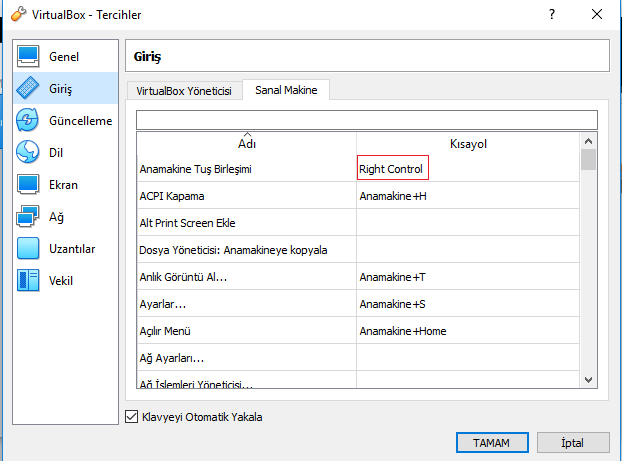 VirtualBox - Tercihler
Genel
Giriş
Güncelleme
Dil
Ekran
Ağ
Uzantılar
Vekil
Giriş
VirtualBox Yöneticisi
Sanal Makine
Adı Kısayol
Anamakine Tuş Birleşimi Right Control
ACPI Kapama Anamakine+H
Alt Print Screen Ekle
Dosya Yöneticisi: Anamakineye kopyala
Anlık Görüntü Al... Anamakine+T
Ayarlar... Anamakine+S
Açılır Menü Anamakine+Home
Ağ Ayarları...
Ağ İşlemleri Yöneticisi...
Klavyeyi Otomatik Yakala
TAMAM
İptal